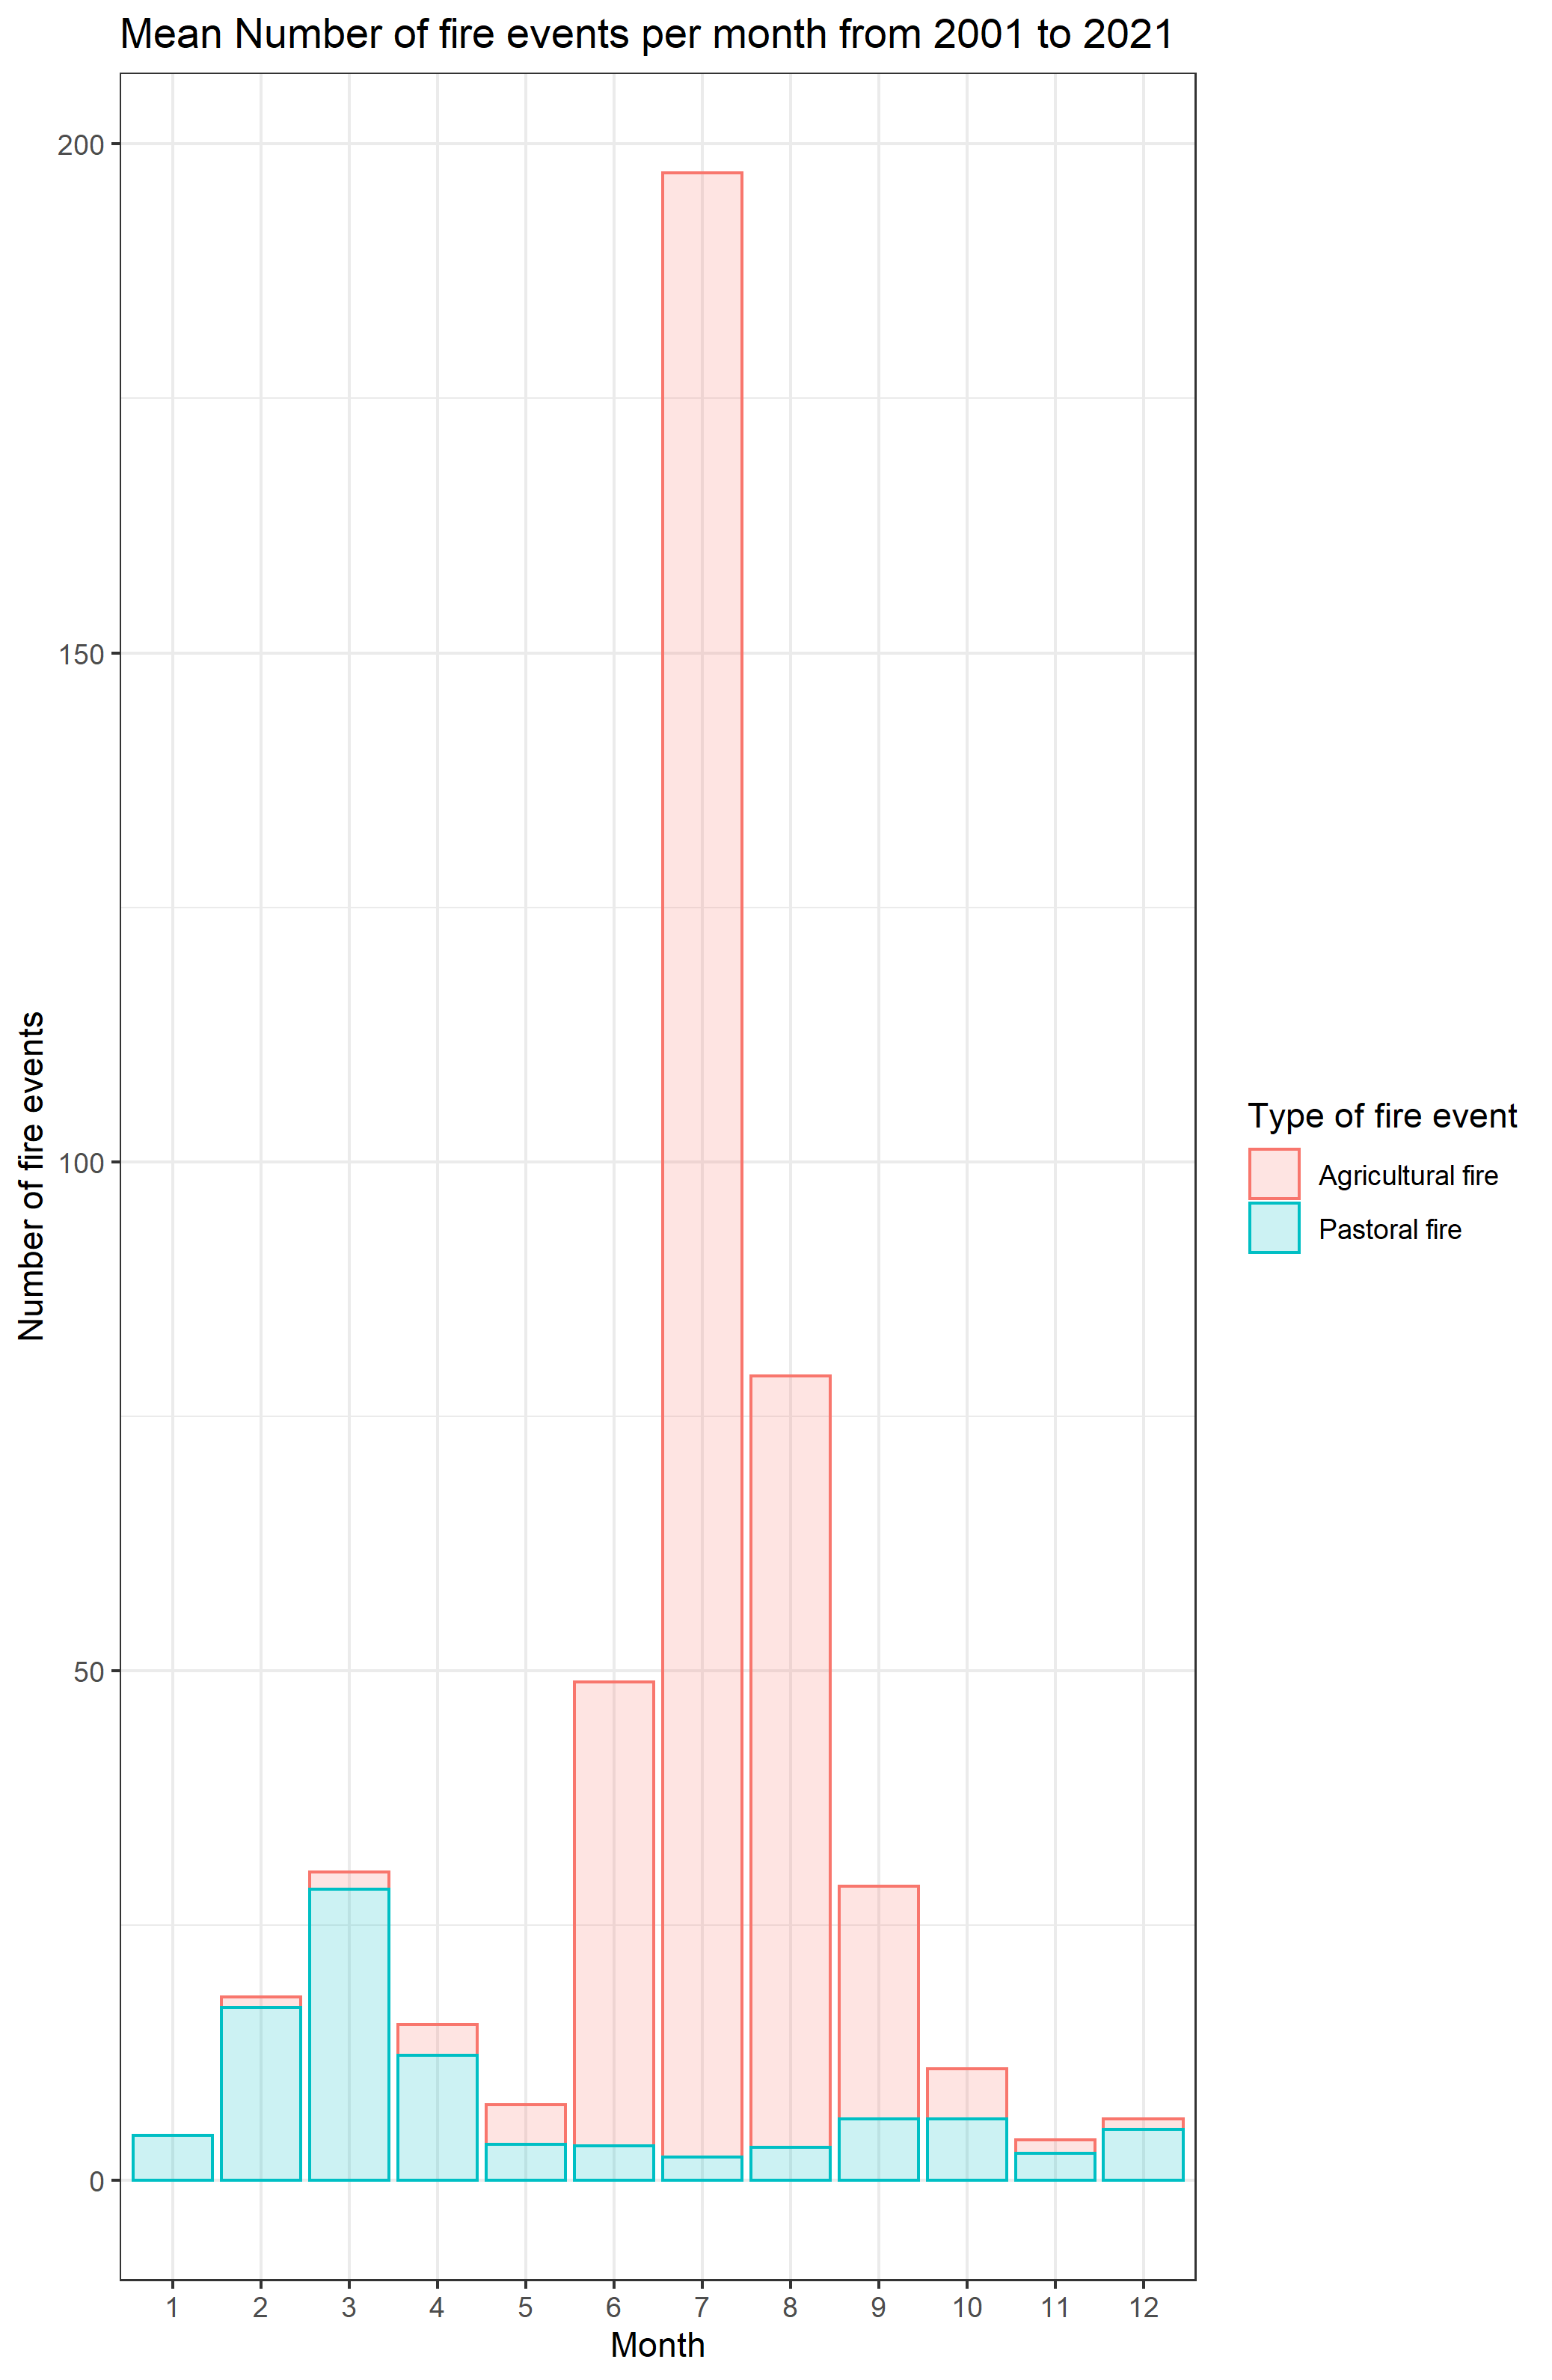 Mean Number of fire events per month from 2001 to 2021
200
150
100
50
0
Number of fire events
1 2 3 4 5 6 7 8 9 10 11 12
Month
Type of fire event
Agricultural fire
Pastoral fire